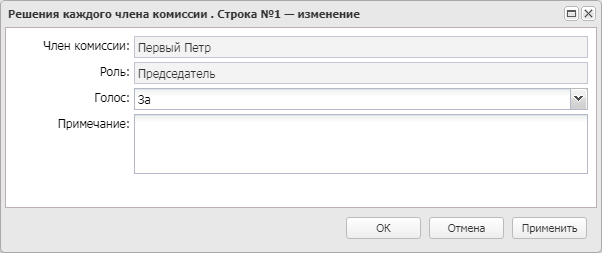 Решения каждого члена комиссии . Строка №1 — изменение
Член комиссии: Первый Петр
Роль: Председатель
Голос: За
Примечание:
ОК Отмена Применить